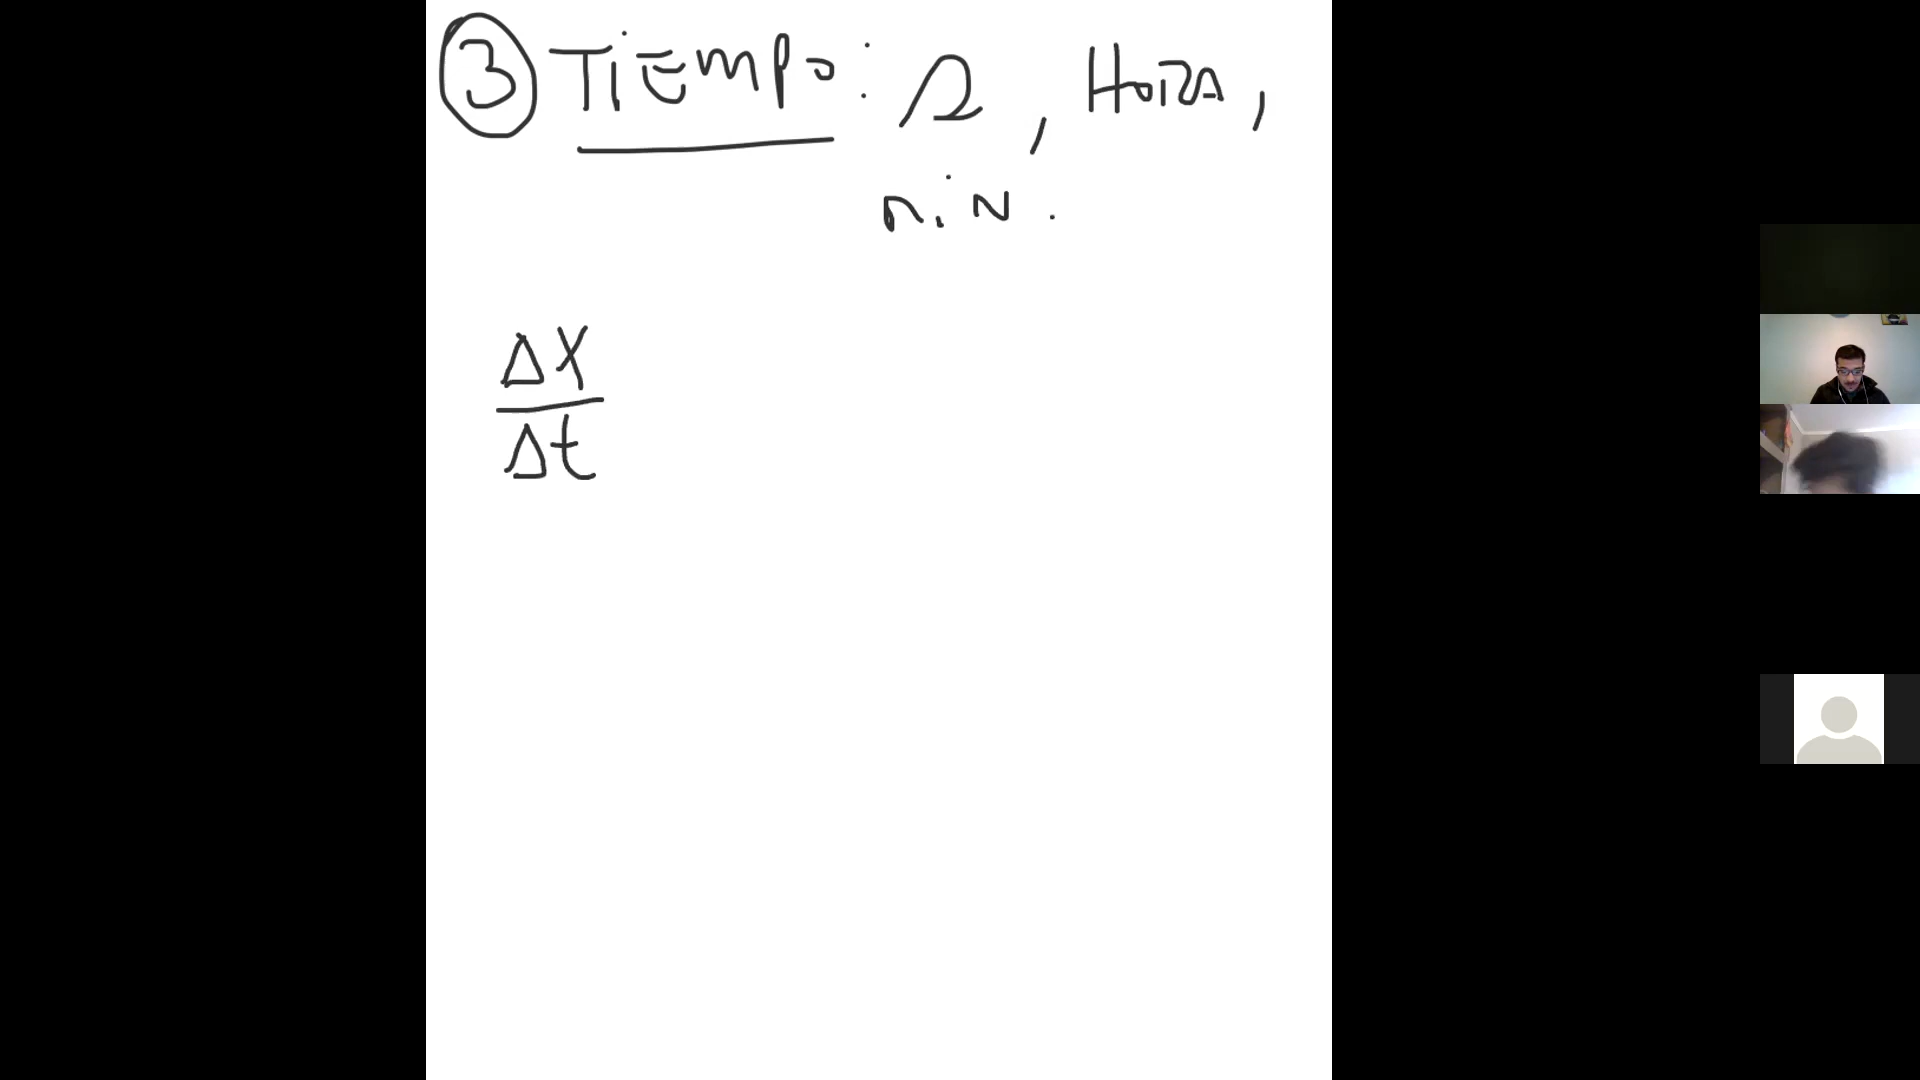 ③ Tiempo: s, Hora,
min.
ΔX
Δt